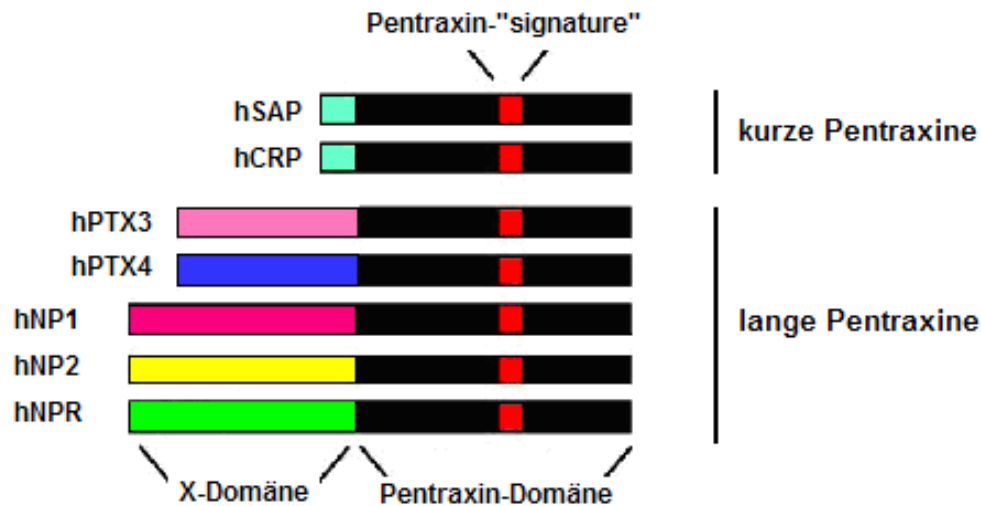 Pentraxin-"signature"
hSAP
hCRP
kurze Pentraxine
hPTX3
hPTX4
hNP1
hNP2
hNPR
lange Pentraxine
X-Domäne
Pentraxin-Domäne